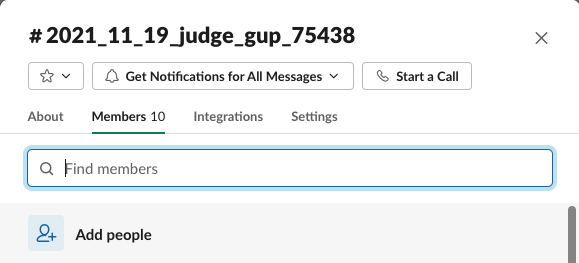 # 2021_11_19_judge_gup_75438
Get Notifications for All Messages
Start a Call
About
Members 10
Integrations
Settings
Find members
Add people